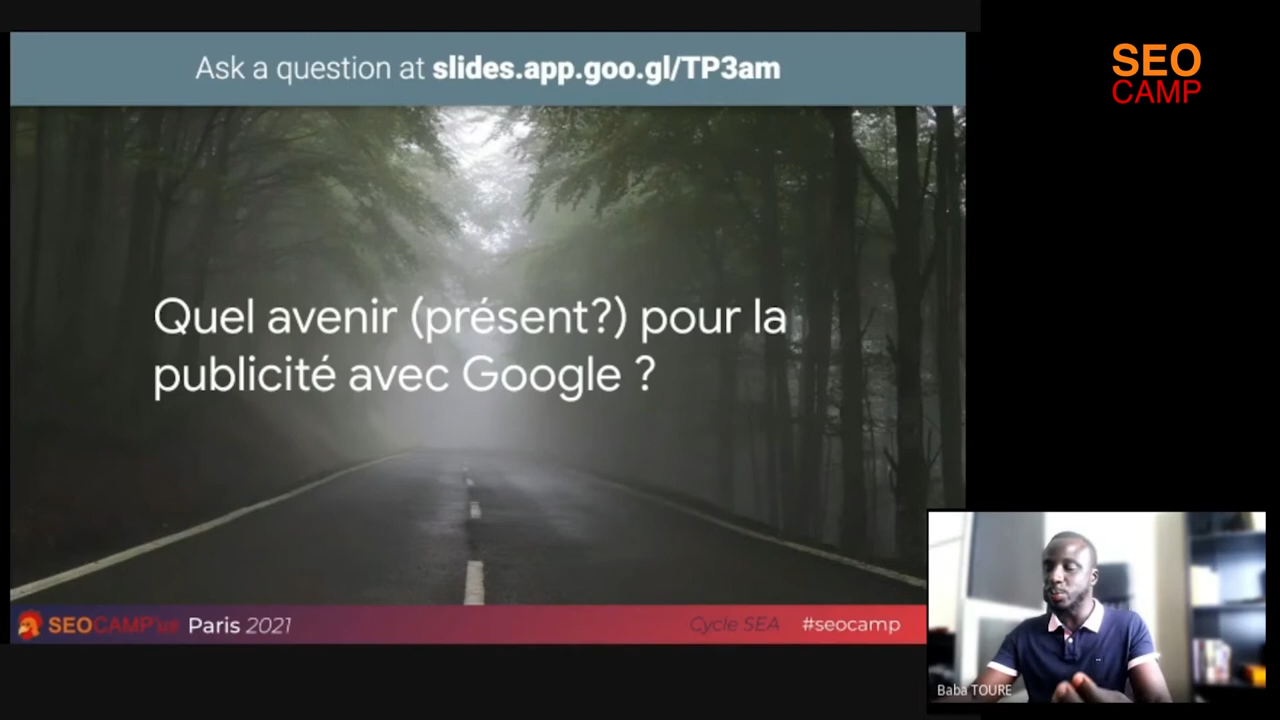 Ask a question at slides.app.goo.gl/TP3am
SEO
CAMP
Quel avenir (présent?) pour la
publicité avec Google ?
SEOCAMP'us Paris 2021
Cycle SEA #seocamp
Baba TOURE